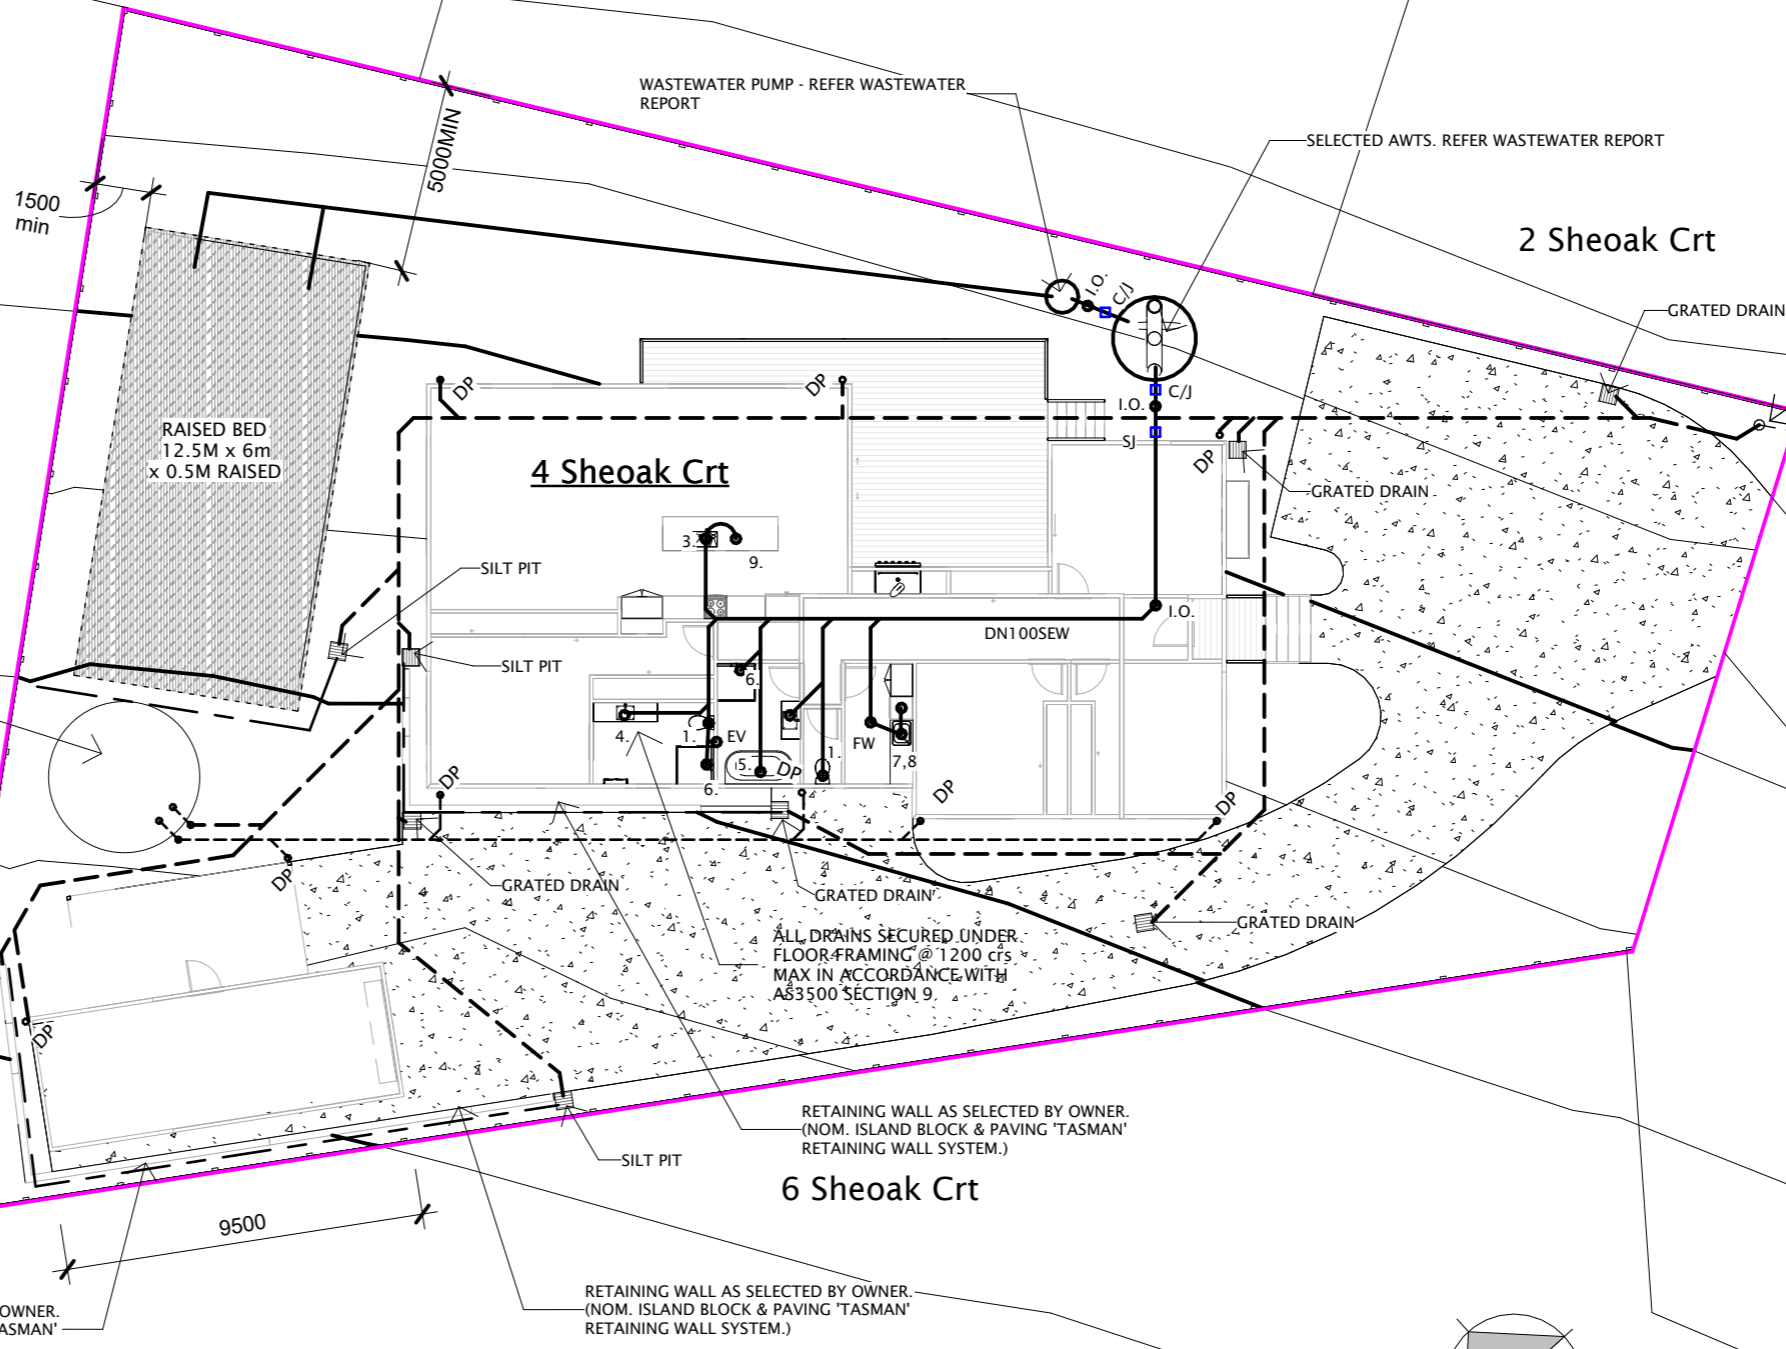 WASTEWATER PUMP - REFER WASTEWATER
REPORT
SELECTED AWTS. REFER WASTEWATER REPORT
5000MIN
1500
min
2 Sheoak Crt
I.O.
C/J
GRATED DRAIN
DP
DP
C/J
I.O.
SJ
RAISED BED
12.5M x 6m
x 0.5M RAISED
4 Sheoak Crt
DP
GRATED DRAIN
3.
9.
SILT PIT
I.O.
DN100SEW
SILT PIT
6.
4.
1.
EV
FW
1.
5.
DP
7,8
DP
6.
DP
DP
DP
GRATED DRAIN
GRATED DRAIN
GRATED DRAIN
ALL DRAINS SECURED UNDER
FLOOR FRAMING @ 1200 crs
MAX IN ACCORDANCE WITH
AS3500 SECTION 9.
DP
RETAINING WALL AS SELECTED BY OWNER.
(NOM. ISLAND BLOCK & PAVING 'TASMAN'
RETAINING WALL SYSTEM.)
SILT PIT
6 Sheoak Crt
9500
RETAINING WALL AS SELECTED BY OWNER.
(NOM. ISLAND BLOCK & PAVING 'TASMAN'
RETAINING WALL SYSTEM.)
OWNER.
ASMAN'